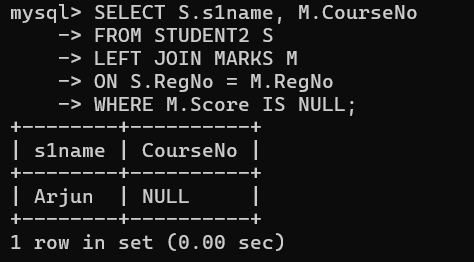 mysql> SELECT S.s1name, M.CourseNo
    -> FROM STUDENT2 S
    -> LEFT JOIN MARKS M
    -> ON S.RegNo = M.RegNo
    -> WHERE M.Score IS NULL;
+--------+----------+
| s1name | CourseNo |
+--------+----------+
| Arjun  | NULL     |
+--------+----------+
1 row in set (0.00 sec)